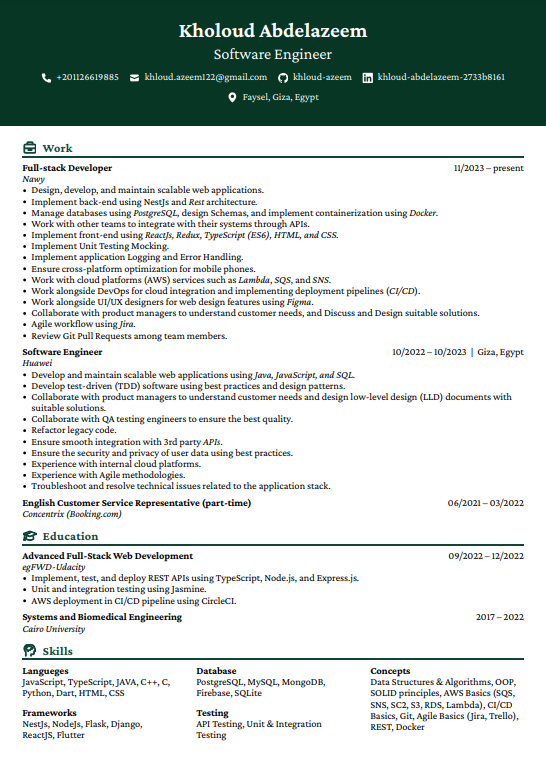 Kholoud Abdelazeem
Software Engineer
+201126619885 khloud.azeem122@gmail.com khloud-azeem khloud-abdelazeem-2733b8161
Faysel, Giza, Egypt
Work
Full-stack Developer 11/2023 – present
Nawy
• Design, develop, and maintain scalable web applications.
• Implement back-end using NestJs and Rest architecture.
• Manage databases using PostgreSQL, design Schemas, and implement containerization using Docker.
• Work with other teams to integrate with their systems through APIs.
• Implement front-end using ReactJs, Redux, TypeScript (ES6), HTML, and CSS.
• Implement Unit Testing Mocking.
• Implement application Logging and Error Handling.
• Ensure cross-platform optimization for mobile phones.
• Work with cloud platforms (AWS) services such as Lambda, SQS, and SNS.
• Work alongside DevOps for cloud integration and implementing deployment pipelines (CI/CD).
• Work alongside UI/UX designers for web design features using Figma.
• Collaborate with product managers to understand customer needs, and Discuss and Design suitable solutions.
• Agile workflow using Jira.
• Review Git Pull Requests among team members.
Software Engineer 10/2022 – 10/2023 | Giza, Egypt
Huawei
• Develop and maintain scalable web applications using Java, JavaScript, and SQL.
• Develop test-driven (TDD) software using best practices and design patterns.
• Collaborate with product managers to understand customer needs and design low-level design (LLD) documents with
suitable solutions.
• Collaborate with QA testing engineers to ensure the best quality.
• Refactor legacy code.
• Ensure smooth integration with 3rd party APIs.
• Ensure the security and privacy of user data using best practices.
• Experience with internal cloud platforms.
• Experience with Agile methodologies.
• Troubleshoot and resolve technical issues related to the application stack.
English Customer Service Representative (part-time) 06/2021 – 03/2022
Concentrix (Booking.com)
Education
Advanced Full-Stack Web Development 09/2022 – 12/2022
egFWD-Udacity
• Implement, test, and deploy REST APIs using TypeScript, Node.js, and Express.js.
• Unit and integration testing using Jasmine.
• AWS deployment in CI/CD pipeline using CircleCI.
Systems and Biomedical Engineering 2017 – 2022
Cairo University
Skills
Langueges
JavaScript, TypeScript, JAVA, C++, C,
Python, Dart, HTML, CSS
Frameworks
NestJs, NodeJs, Flask, Django,
ReactJS, Flutter
Database
PostgreSQL, MySQL, MongoDB,
Firebase, SQLite
Testing
API Testing, Unit & Integration
Testing
Concepts
Data Structures & Algorithms, OOP,
SOLID principles, AWS Basics (SQS,
SNS, SC2, S3, RDS, Lambda), CI/CD
Basics, Git, Agile Basics (Jira, Trello),
REST, Docker